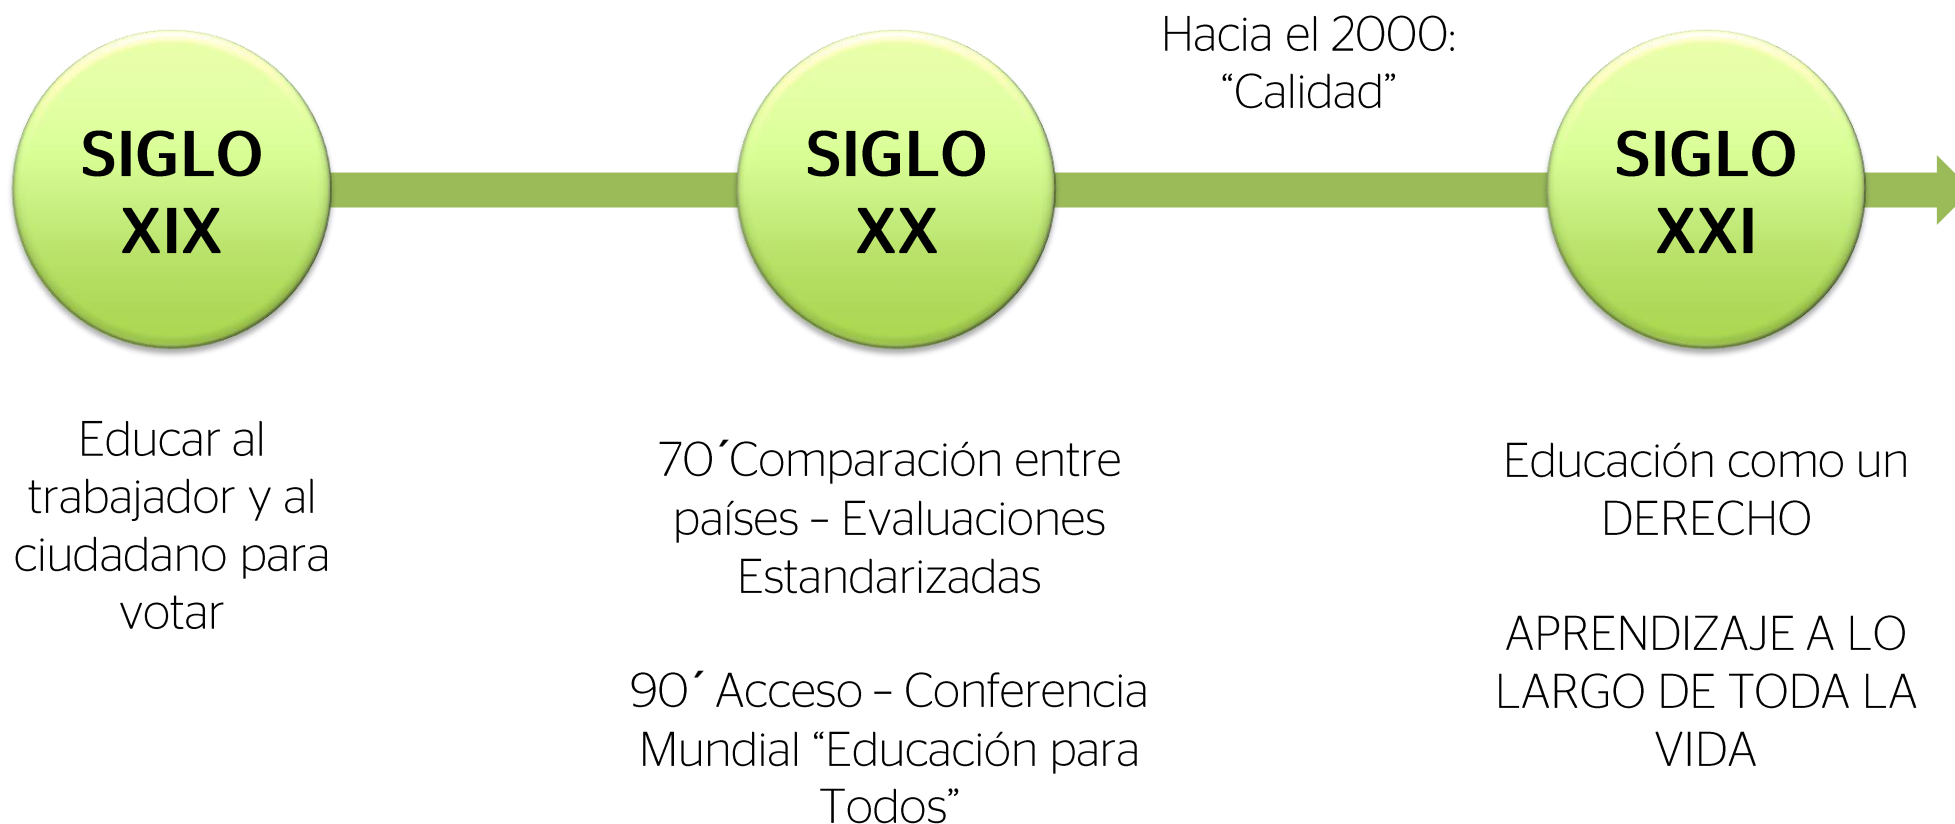 SIGLO
XIX
Educar al
trabajador y al
ciudadano para
votar
SIGLO
XX
70´Comparación entre
países – Evaluaciones
Estandarizadas
90´ Acceso – Conferencia
Mundial “Educación para
Todos”
Hacia el 2000:
“Calidad”
SIGLO
XXI
Educación como un
DERECHO
APRENDIZAJE A LO
LARGO DE TODA LA
VIDA